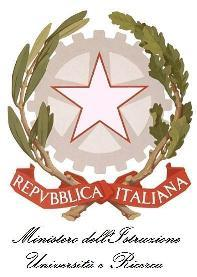 REPVBBLICA ITALIANA
Ministero dell'Istruzione
Università e Ricerca